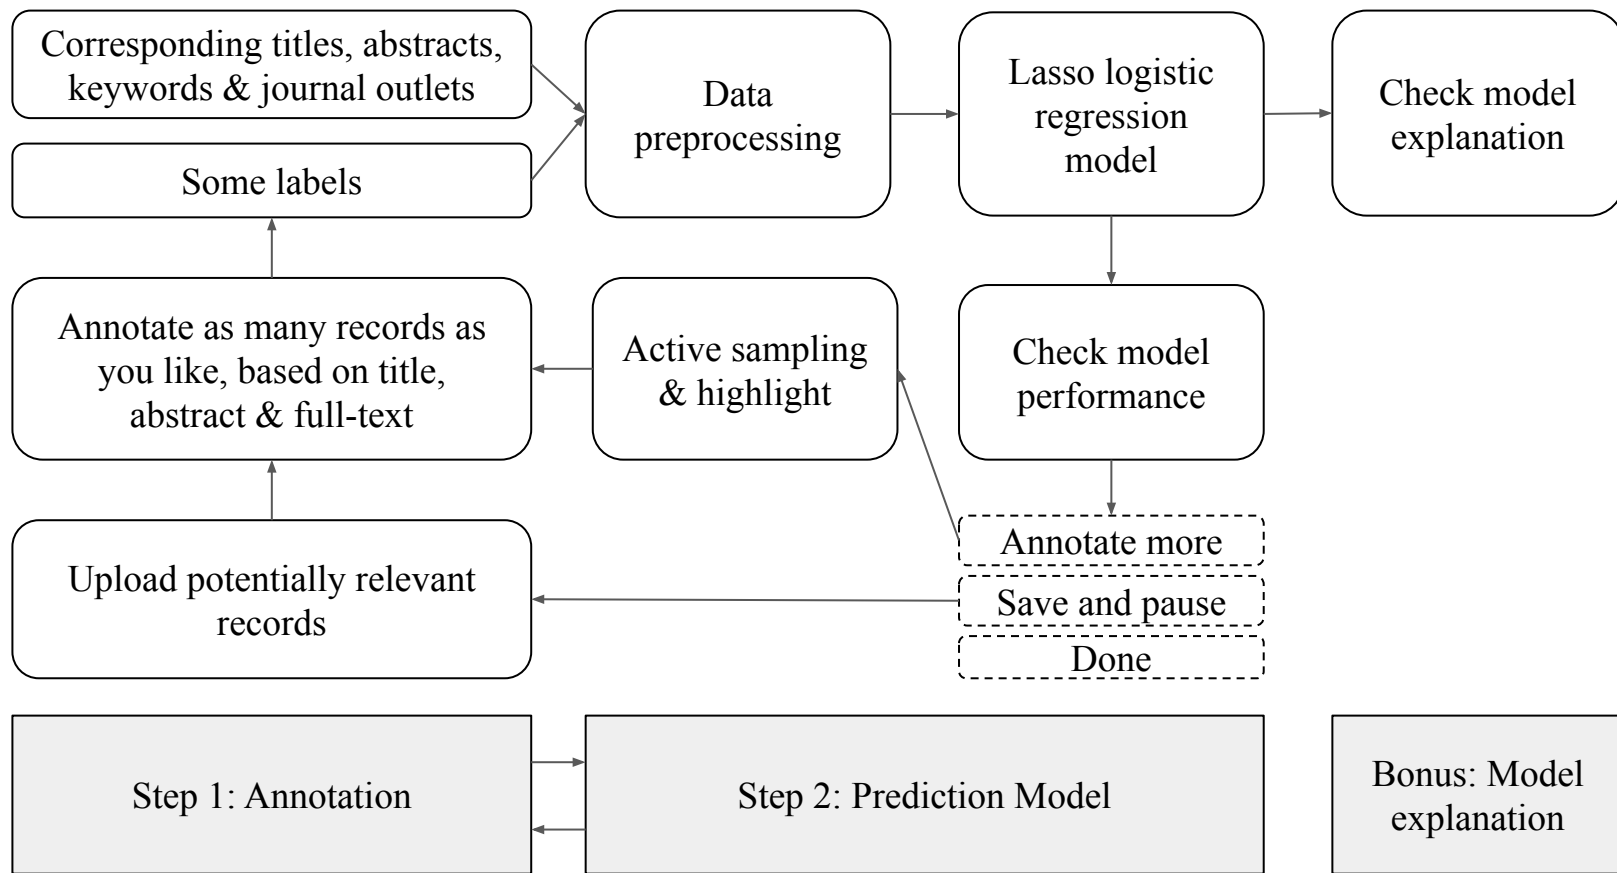 Corresponding titles, abstracts,
keywords & journal outlets
Some labels
Data
preprocessing
Lasso logistic
regression
model
Check model
explanation
Annotate as many records as
you like, based on title,
abstract & full-text
Active sampling
& highlight
Check model
performance
Upload potentially relevant
records
Annotate more
Save and pause
Done
Step 1: Annotation
Step 2: Prediction Model
Bonus: Model
explanation